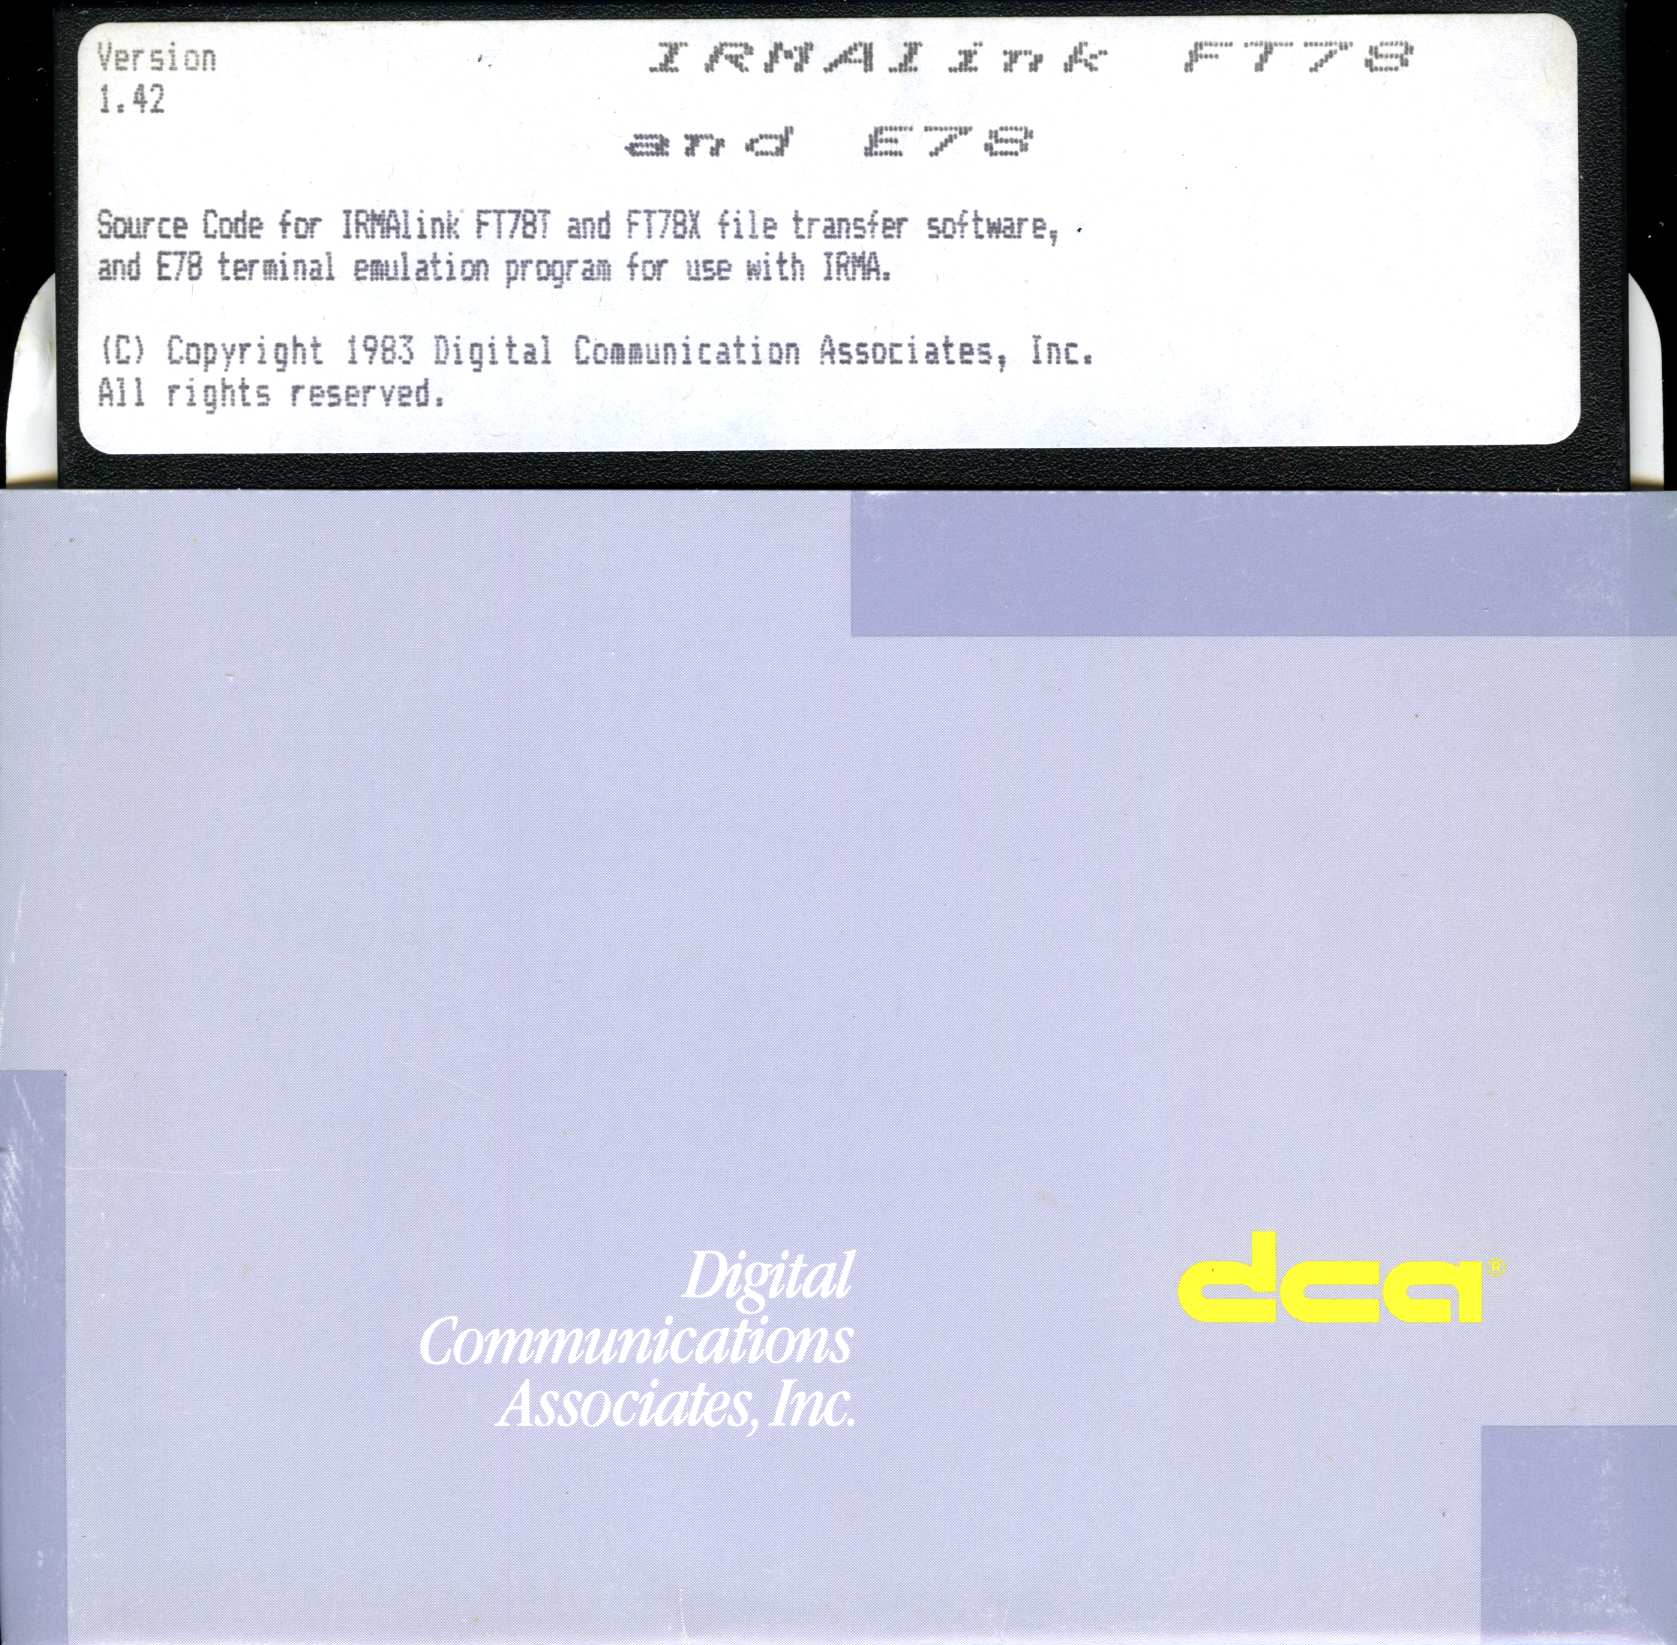 Version
1.42
IRMAlink FT78
and E78
Source Code for IRMAlink FT78T and FT78X file transfer software,
and E78 terminal emulation program for use with IRMA.
(C) Copyright 1983 Digital Communication Associates, Inc.
All rights reserved.
Digital
Communications
Associates, Inc.
dca®